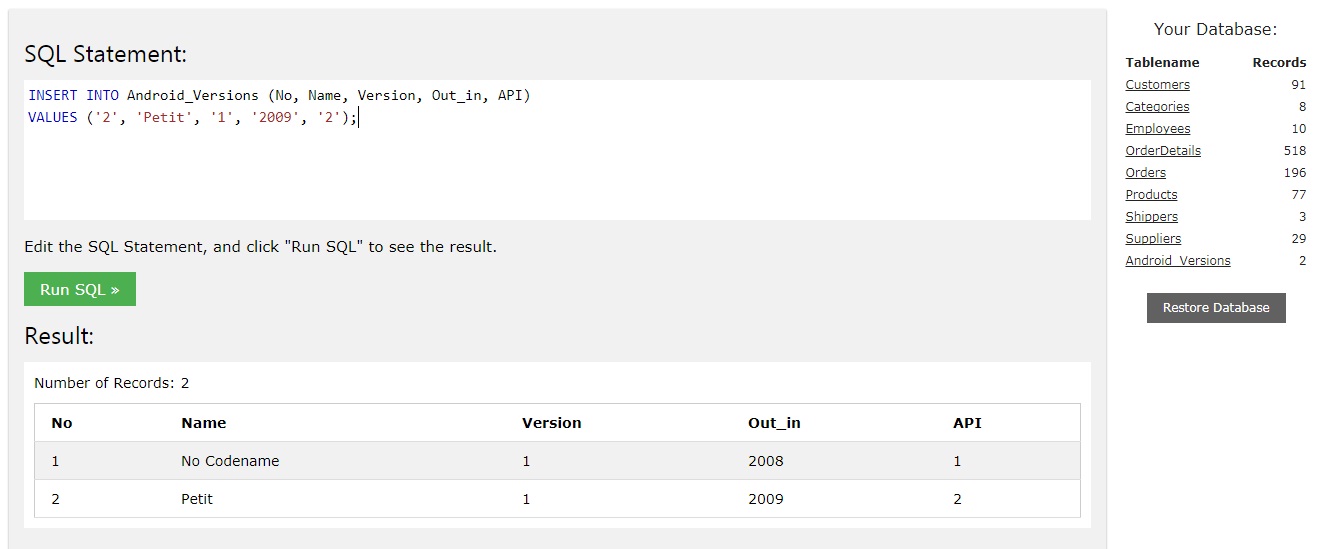 SQL Statement:
INSERT INTO Android_Versions (No, Name, Version, Out_in, API)
VALUES ('2', 'Petit', '1', '2009', '2');
Edit the SQL Statement, and click "Run SQL" to see the result.
Run SQL »
Result:
Number of Records: 2
No Name Version Out_in API
1 No Codename 1 2008 1
2 Petit 1 2009 2
Your Database:
Tablename Records
Customers 91
Categories 8
Employees 10
OrderDetails 518
Orders 196
Products 77
Shippers 3
Suppliers 29
Android_Versions 2
Restore Database